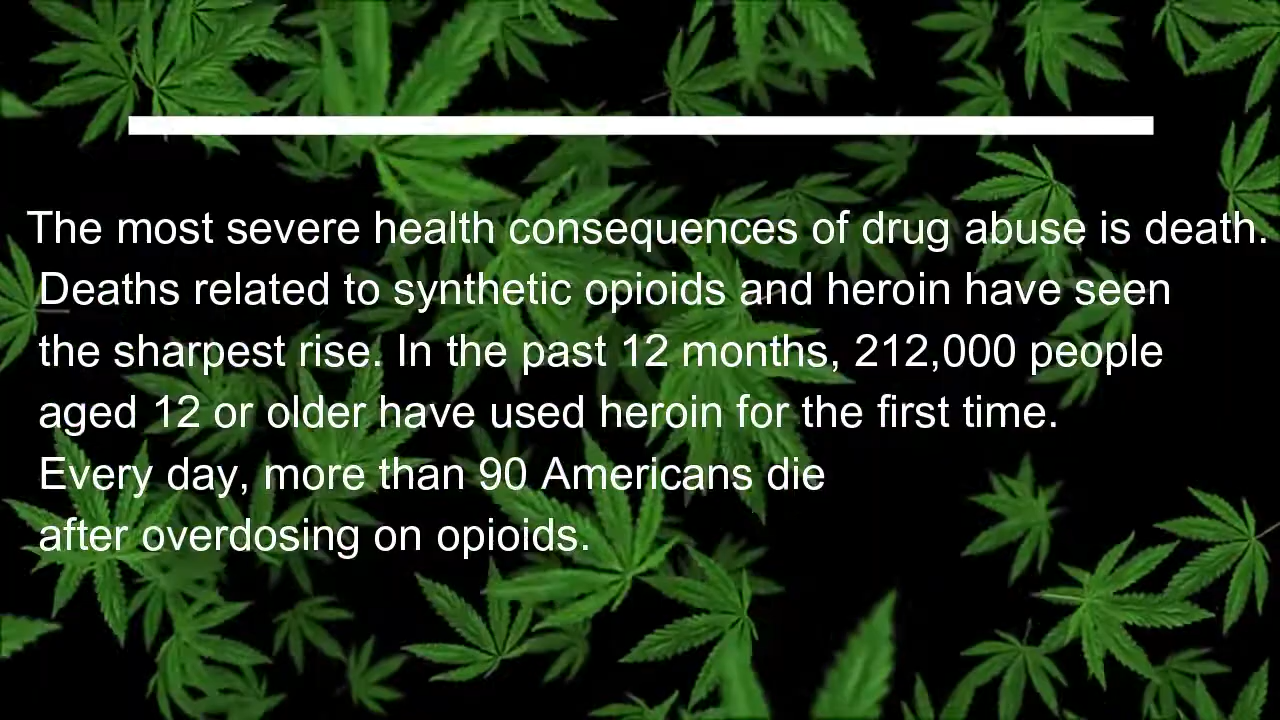 The most severe health consequences of drug abuse is death.
Deaths related to synthetic opioids and heroin have seen
the sharpest rise. In the past 12 months, 212,000 people
aged 12 or older have used heroin for the first time.
Every day, more than 90 Americans die
after overdosing on opioids.